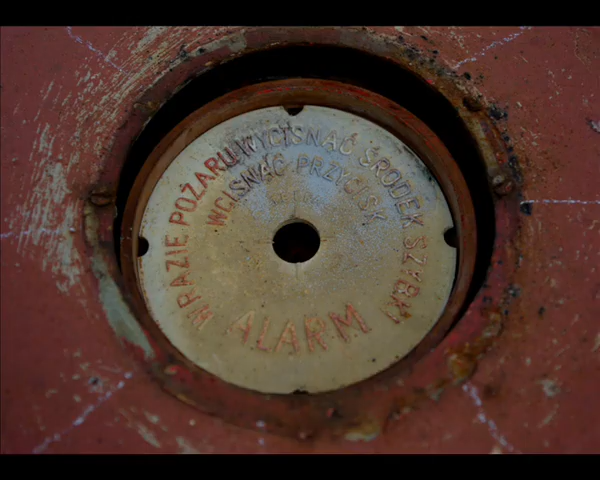 W RAZIE POŻARU WYCISNĄĆ ŚRODEK SZYBKI
WCISNĄĆ PRZYCISK
ALARM